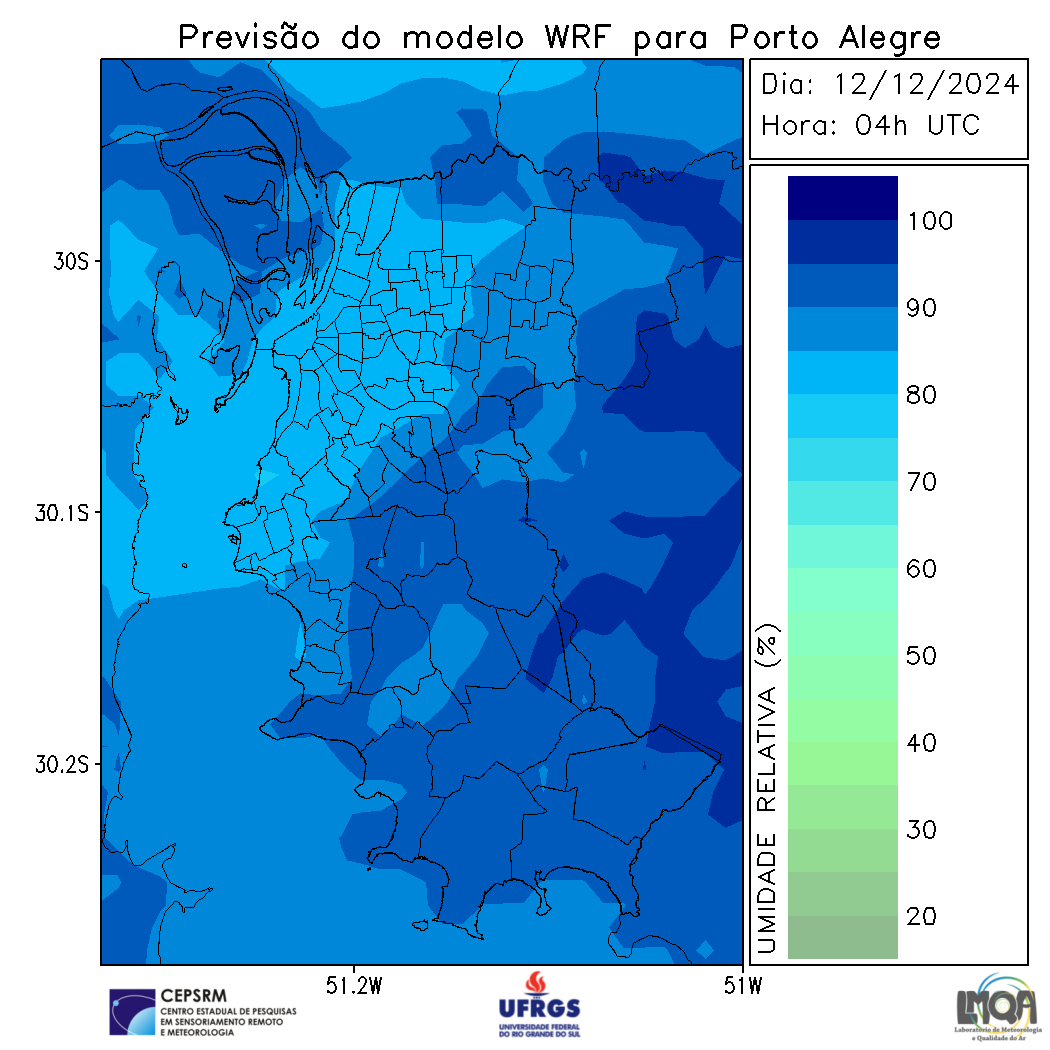 Previsão do modelo WRF para Porto Alegre
Dia: 12/12/2024
Hora: 04h UTC
100
90
80
70
60
50
40
30
20
UMIDADE RELATIVA (%)
30S
30.1S
30.2S
51.2W
51W
CEPSRM
CENTRO ESTADUAL DE PESQUISAS
EM SENSORIAMENTO REMOTO
E METEOROLOGIA
UFRGS
UNIVERSIDADE FEDERAL
DO RIO GRANDE DO SUL
LMQA
Laboratório de Meteorologia
e Qualidade do Ar